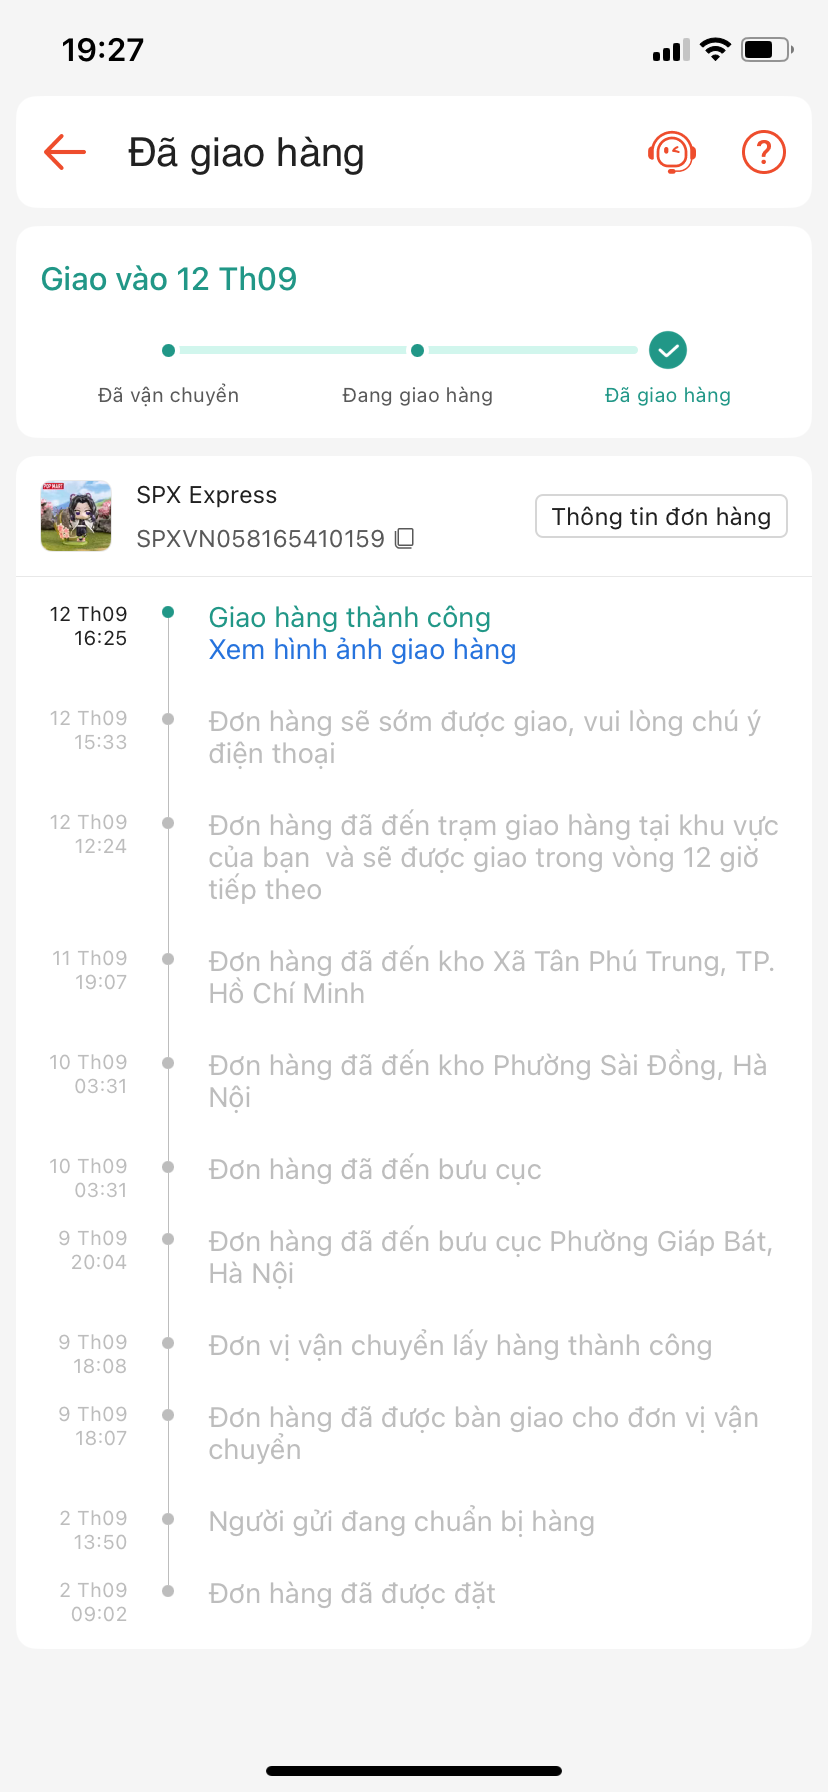 19:27
Đã giao hàng
?
Giao vào 12 Th09
Đã vận chuyển
Đang giao hàng
Đã giao hàng
POP MART
SPX Express
SPXVN058165410159
Thông tin đơn hàng
12 Th09
16:25
Giao hàng thành công
Xem hình ảnh giao hàng
12 Th09
15:33
Đơn hàng sẽ sớm được giao, vui lòng chú ý
điện thoại
12 Th09
12:24
Đơn hàng đã đến trạm giao hàng tại khu vực
của bạn  và sẽ được giao trong vòng 12 giờ
tiếp theo
11 Th09
19:07
Đơn hàng đã đến kho Xã Tân Phú Trung, TP.
Hồ Chí Minh
10 Th09
03:31
Đơn hàng đã đến kho Phường Sài Đồng, Hà
Nội
10 Th09
03:31
Đơn hàng đã đến bưu cục
9 Th09
20:04
Đơn hàng đã đến bưu cục Phường Giáp Bát,
Hà Nội
9 Th09
18:08
Đơn vị vận chuyển lấy hàng thành công
9 Th09
18:07
Đơn hàng đã được bàn giao cho đơn vị vận
chuyển
2 Th09
13:50
Người gửi đang chuẩn bị hàng
2 Th09
09:02
Đơn hàng đã được đặt